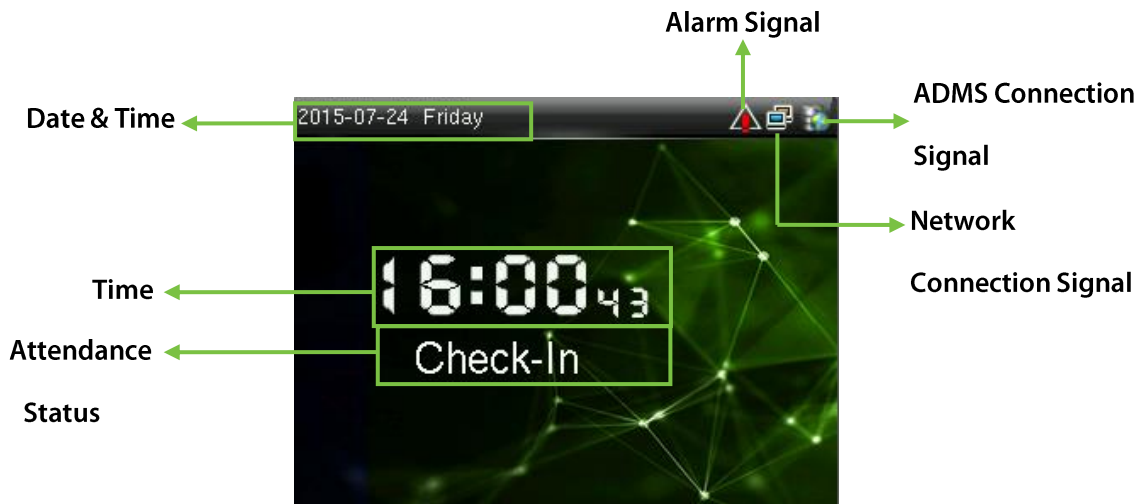 Alarm Signal
ADMS Connection
Signal
Date & Time
2015-07-24 Friday
Network
Connection Signal
Time
16:00 43
Attendance
Status
Check-In